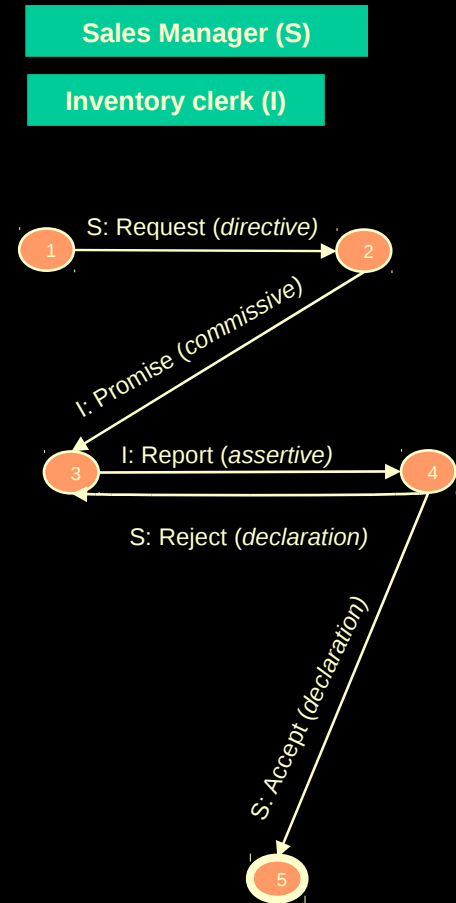 Sales Manager (S)
Inventory clerk (I)
S: Request (directive)
1
2
I: Promise (commissive)
I: Report (assertive)
3
4
S: Reject (declaration)
S: Accept (declaration)
5